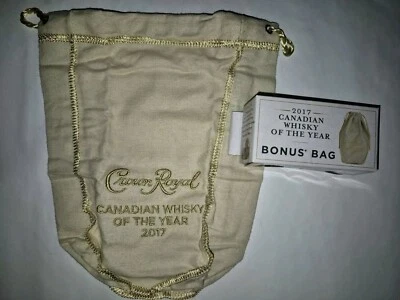 Crown Royal
CANADIAN WHISKY
OF THE YEAR
2017
2017
CANADIAN
WHISKY
OF THE YEAR
BONUS* BAG